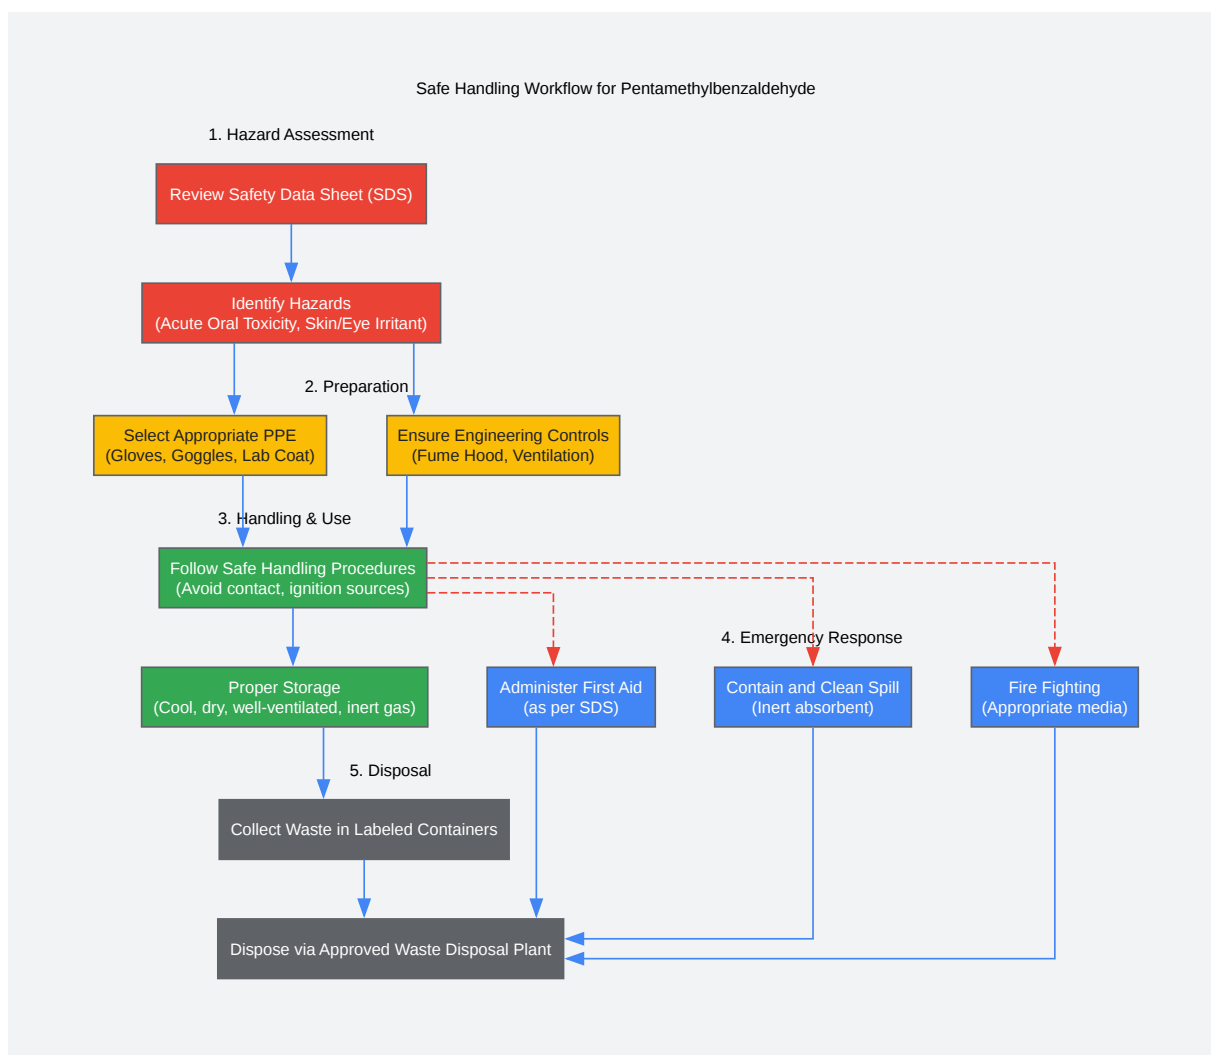 Safe Handling Workflow for Pentamethylbenzaldehyde
1. Hazard Assessment
Review Safety Data Sheet (SDS)
Identify Hazards
(Acute Oral Toxicity, Skin/Eye Irritant)
2. Preparation
Select Appropriate PPE
(Gloves, Goggles, Lab Coat)
Ensure Engineering Controls
(Fume Hood, Ventilation)
3. Handling & Use
Follow Safe Handling Procedures
(Avoid contact, ignition sources)
4. Emergency Response
Proper Storage
(Cool, dry, well-ventilated, inert gas)
Administer First Aid
(as per SDS)
Contain and Clean Spill
(Inert absorbent)
Fire Fighting
(Appropriate media)
5. Disposal
Collect Waste in Labeled Containers
Dispose via Approved Waste Disposal Plant